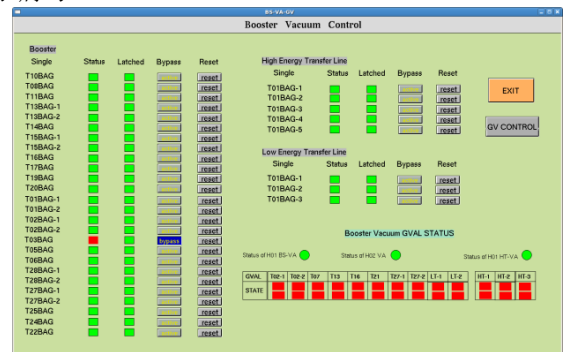 BS-VA-GV
Booster Vacuum Control
Booster
Single Status Latched Bypass Reset
T10BAG reset
T08BAG reset
T11BAG reset
T13BAG-1 reset
T13BAG-2 reset
T14BAG reset
T15BAG-1 reset
T15BAG-2 reset
T16BAG reset
T17BAG reset
T19BAG reset
T20BAG reset
T01BAG-1 reset
T01BAG-2 reset
T02BAG-1 reset
T02BAG-2 reset
T03BAG bypass reset
T05BAG reset
T06BAG reset
T28BAG-1 reset
T28BAG-2 reset
T27BAG-1 reset
T27BAG-2 reset
T25BAG reset
T24BAG reset
T22BAG reset
High Energy Transfer Line
Single Status Latched Bypass Reset
T01BAG-1 reset
T01BAG-2 reset
T01BAG-3 reset
T01BAG-4 reset
T01BAG-5 reset
Low Energy Transfer Line
Single Status Latched Bypass Reset
T01BAG-1 reset
T01BAG-2 reset
T01BAG-3 reset
EXIT
GV CONTROL
Booster Vacuum GVAL STATUS
Status of H01 BS-VA Status of H02 VA Status of H01 HT-VA
GVAL T02-1 T02-2 T07 T13 T16 T21 T27-1 T27-2 LT-1 LT-2 HT-1 HT-2 HT-3
STATE